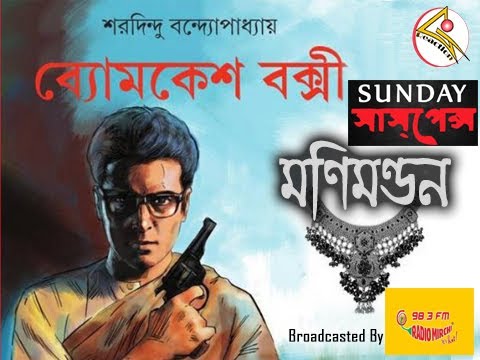 শরদিন্দু বন্দ্যোপাধ্যায়
ব্যোমকেশ বক্সী
SUNDAY
সাসপেন্স
মণিমণ্ডন
Broadcasted By
98.3 FM
RADIO MIRCHI